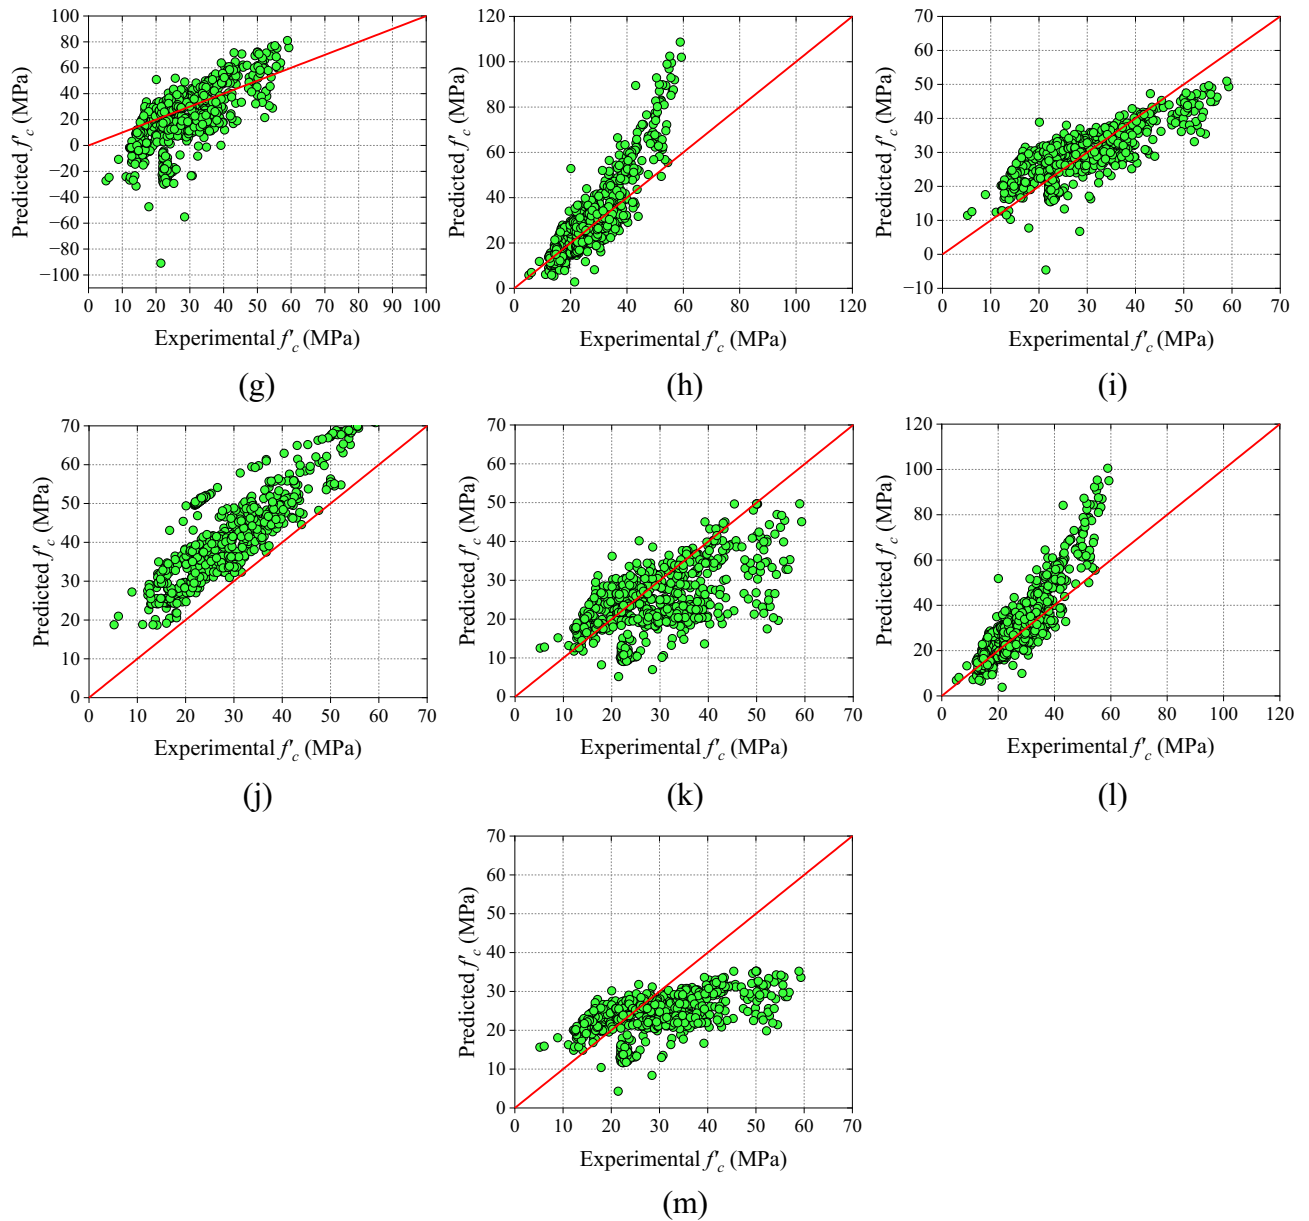 Predicted f′c (MPa)
100
80
60
40
20
0
−20
−40
−60
−80
−100
0 10 20 30 40 50 60 70 80 90 100
Experimental f′c (MPa)
(g)
Predicted f′c (MPa)
120
100
80
60
40
20
0
0 20 40 60 80 100 120
Experimental f′c (MPa)
(h)
Predicted f′c (MPa)
70
60
50
40
30
20
10
0
−10
0 10 20 30 40 50 60 70
Experimental f′c (MPa)
(i)
Predicted f′c (MPa)
70
60
50
40
30
20
10
0
0 10 20 30 40 50 60 70
Experimental f′c (MPa)
(j)
Predicted f′c (MPa)
70
60
50
40
30
20
10
0
0 10 20 30 40 50 60 70
Experimental f′c (MPa)
(k)
Predicted f′c (MPa)
120
100
80
60
40
20
0
0 20 40 60 80 100 120
Experimental f′c (MPa)
(l)
Predicted f′c (MPa)
70
60
50
40
30
20
10
0
0 10 20 30 40 50 60 70
Experimental f′c (MPa)
(m)